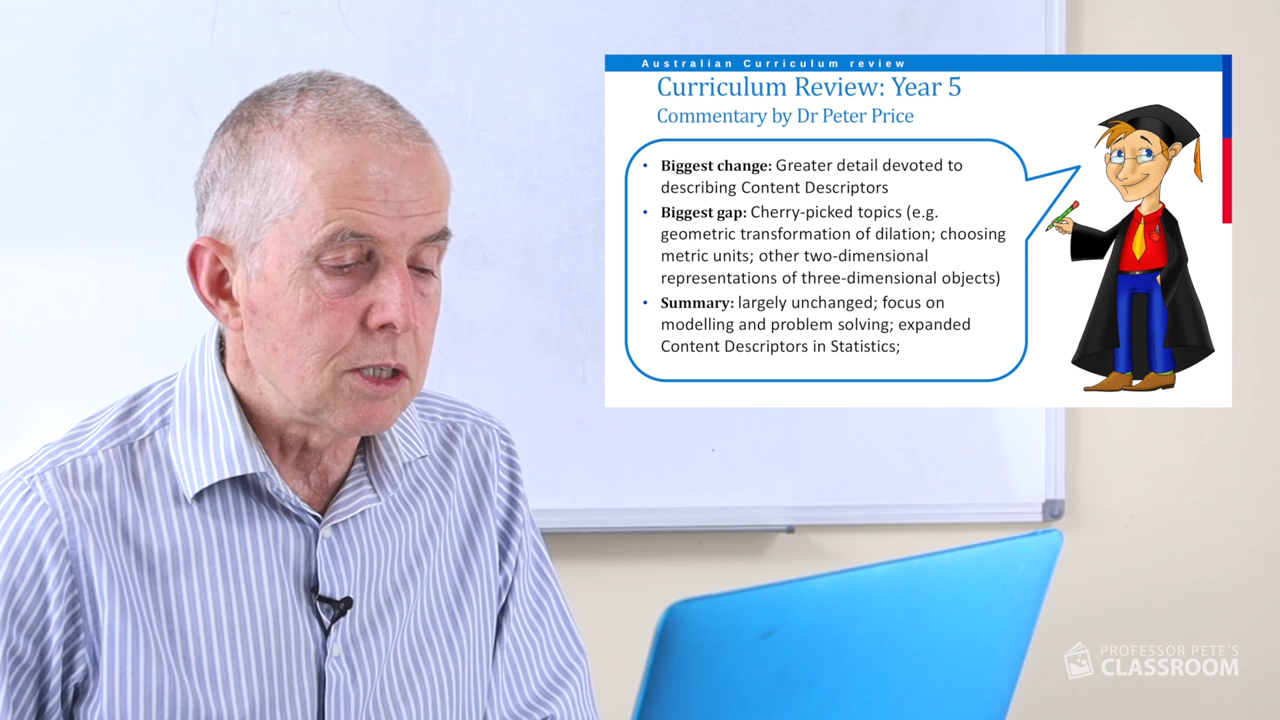 Australian Curriculum review
Curriculum Review: Year 5
Commentary by Dr Peter Price
• Biggest change: Greater detail devoted to
describing Content Descriptors
• Biggest gap: Cherry-picked topics (e.g.
geometric transformation of dilation; choosing
metric units; other two-dimensional
representations of three-dimensional objects)
• Summary: largely unchanged; focus on
modelling and problem solving; expanded
Content Descriptors in Statistics;
PROFESSOR PETE'S
CLASSROOM